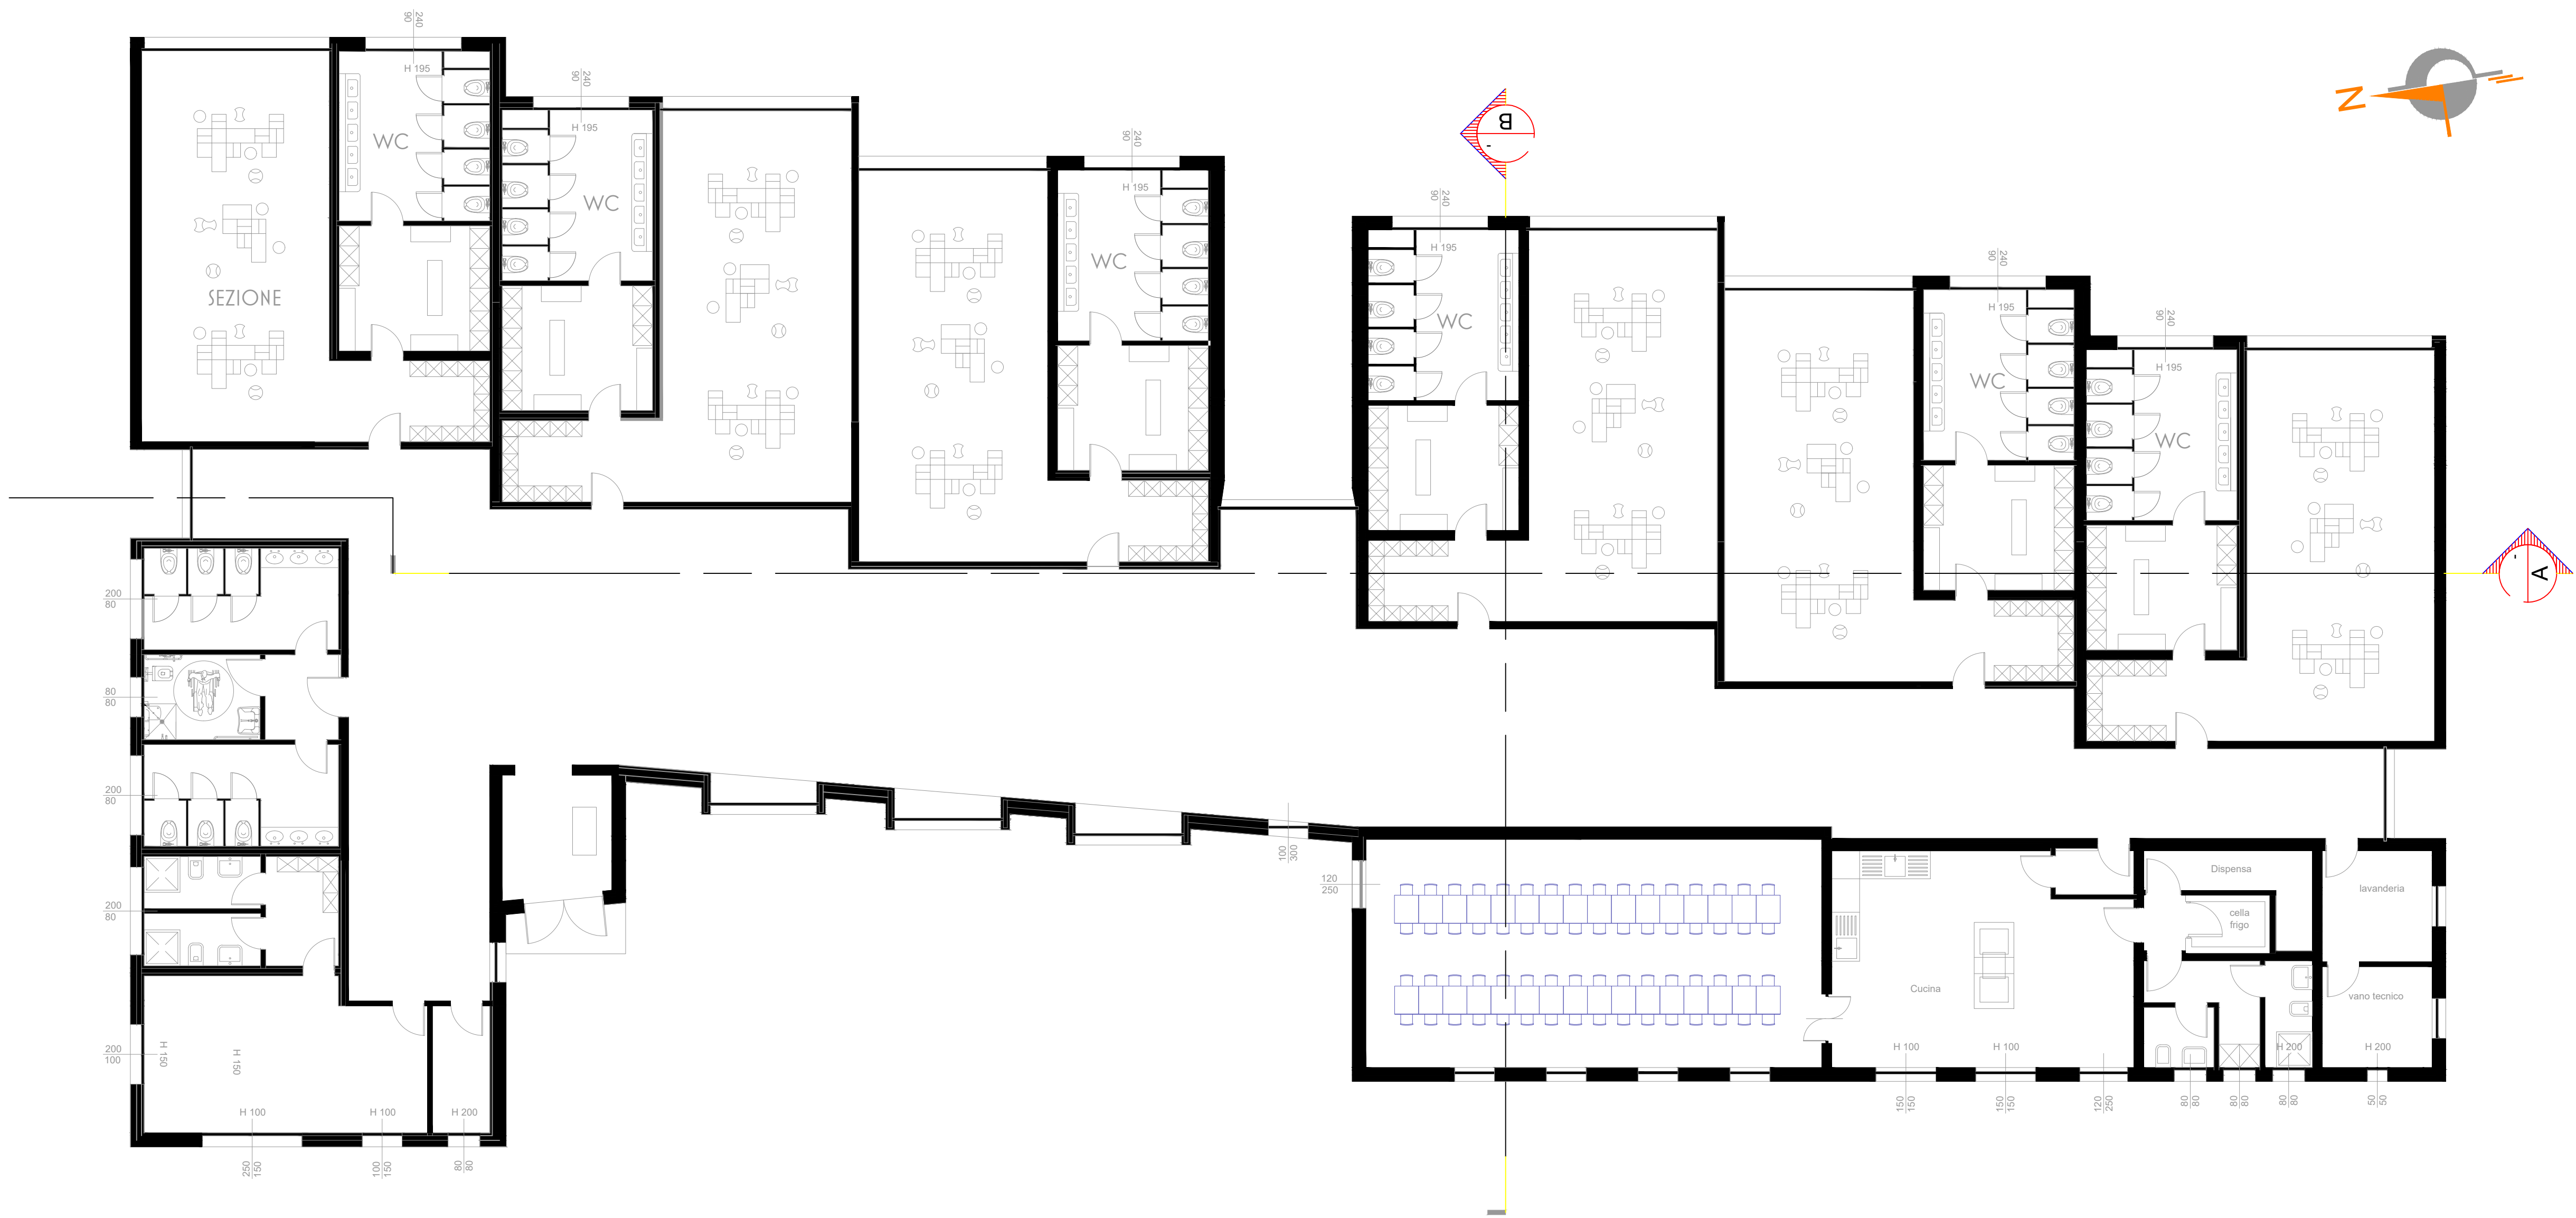 240
90
H 195
WC
SEZIONE
240
90
H 195
WC
240
90
H 195
WC
B
240
90
H 195
WC
240
90
H 195
WC
240
90
H 195
WC
N
A
200
80
80
80
200
80
200
80
200
100
H 150
H 150
H 100
H 100
H 200
250
150
100
150
80
80
100
300
120
250
Cucina
H 100
H 100
150
150
150
150
120
250
Dispensa
cella
frigo
lavanderia
vano tecnico
H 200
H 200
80
80
80
80
80
80
50
50